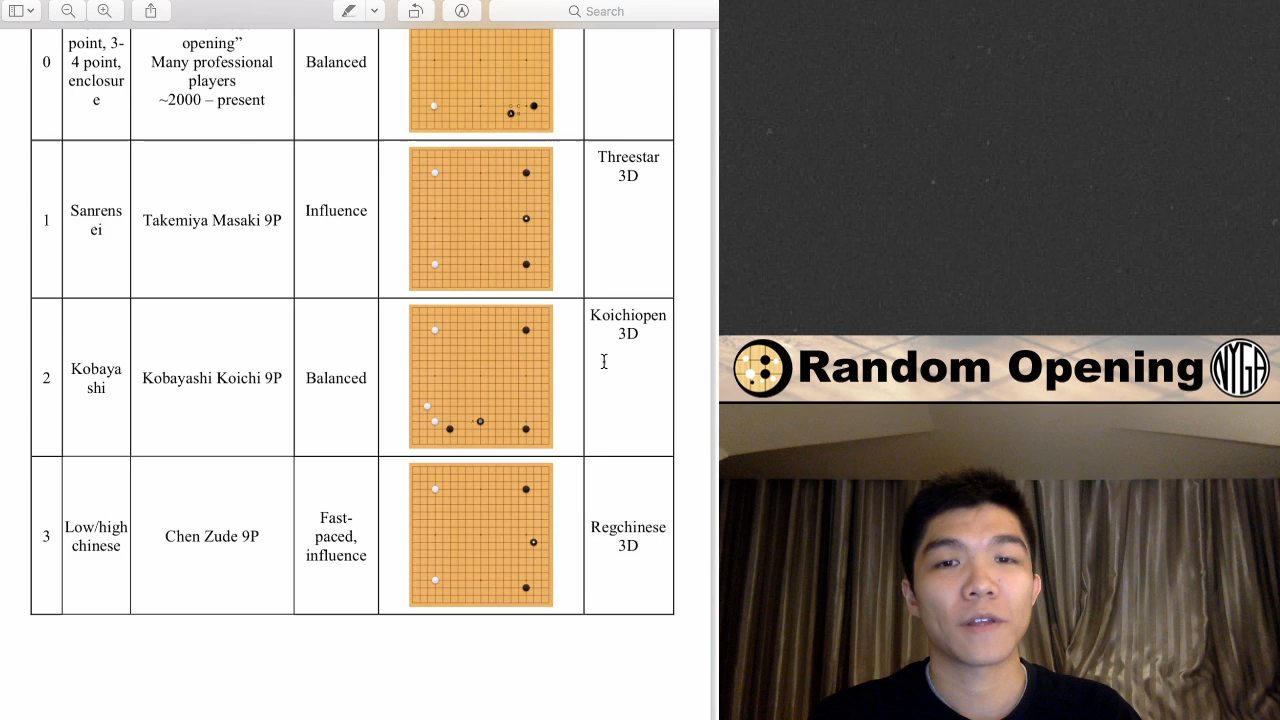 Search
0
point, 3-
4 point,
enclosur
e
opening”
Many professional
players
~2000 – present
Balanced
1
Sanrens
ei
Takemiya Masaki 9P
Influence
Threestar
3D
2
Kobaya
shi
Kobayashi Koichi 9P
Balanced
Koichiopen
3D
3
Low/high
chinese
Chen Zude 9P
Fast-
paced,
influence
Regchinese
3D
Random Opening
NYGA